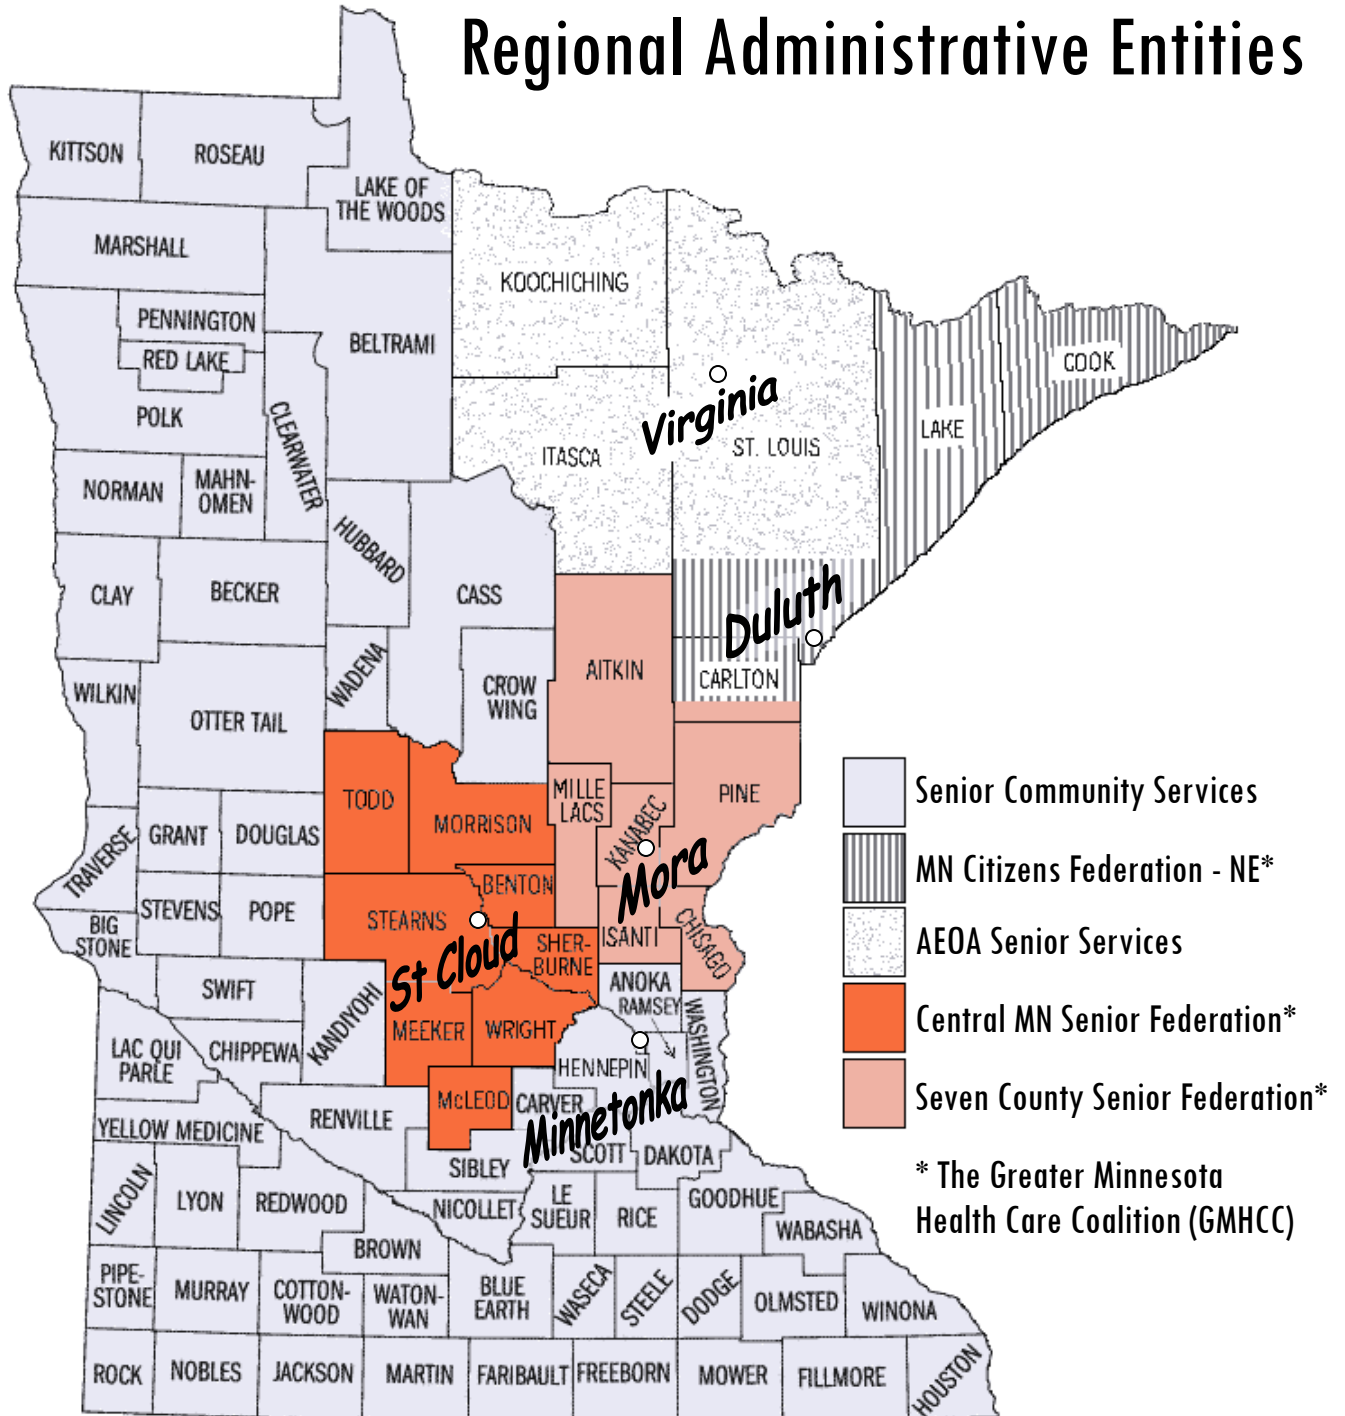 Regional Administrative Entities
KITTSON
ROSEAU
LAKE OF
THE WOODS
MARSHALL
KOOCHICHING
PENNINGTON
RED LAKE
BELTRAMI
COOK
POLK
CLEARWATER
Virginia
LAKE
ITASCA
ST. LOUIS
NORMAN
MAHN-
OMEN
HUBBARD
CLAY
BECKER
CASS
Duluth
WADENA
AITKIN
CARLTON
WILKIN
CROW
WING
OTTER TAIL
TODD
MILLE
LACS
PINE
MORRISON
KANABEC
GRANT
DOUGLAS
TRAVERSE
Mora
BENTON
STEVENS
POPE
STEARNS
BIG
STONE
ISANTI
CHISAGO
St Cloud
SHER-
BURNE
SWIFT
KANDIYOHI
ANOKA
RAMSEY
WASHINGTON
MEEKER
WRIGHT
LAC QUI
PARLE
CHIPPEWA
HENNEPIN
McLEOD
CARVER
Minnetonka
RENVILLE
YELLOW MEDICINE
SCOTT
DAKOTA
SIBLEY
LINCOLN
LYON
REDWOOD
NICOLLET
LE
SUEUR
RICE
GOODHUE
WABASHA
BROWN
PIPE-
STONE
MURRAY
COTTON-
WOOD
WATON-
WAN
BLUE
EARTH
WASECA
STEELE
DODGE
OLMSTED
WINONA
ROCK
NOBLES
JACKSON
MARTIN
FARIBAULT
FREEBORN
MOWER
FILLMORE
HOUSTON
Senior Community Services
MN Citizens Federation - NE*
AEOA Senior Services
Central MN Senior Federation*
Seven County Senior Federation*
* The Greater Minnesota
Health Care Coalition (GMHCC)